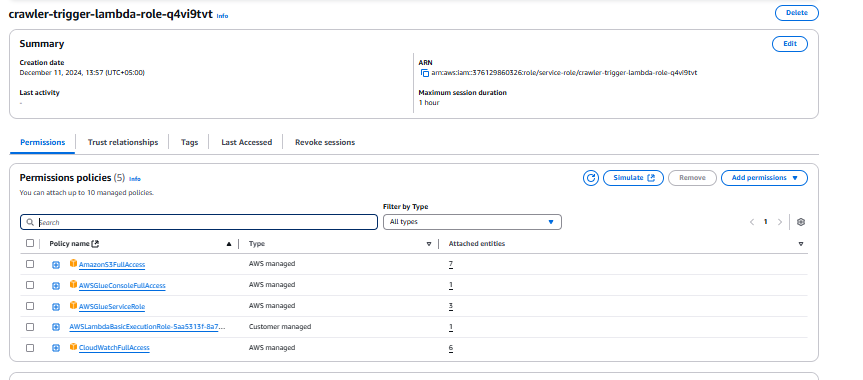 crawler-trigger-lambda-role-q4vi9tvt Info
Delete
Summary
Edit
Creation date
December 11, 2024, 13:57 (UTC+05:00)
ARN
arn:aws:iam::376129860326:role/service-role/crawler-trigger-lambda-role-q4vi9tvt
Last activity
-
Maximum session duration
1 hour
Permissions Trust relationships Tags Last Accessed Revoke sessions
Permissions policies (5) Info
Simulate Remove Add permissions
You can attach up to 10 managed policies.
Filter by Type
Search
All types
1
Policy name Type Attached entities
AmazonS3FullAccess AWS managed 7
AWSGlueConsoleFullAccess AWS managed 1
AWSGlueServiceRole AWS managed 3
AWSLambdaBasicExecutionRole-5aa5313f-8a7... Customer managed 1
CloudWatchFullAccess AWS managed 6